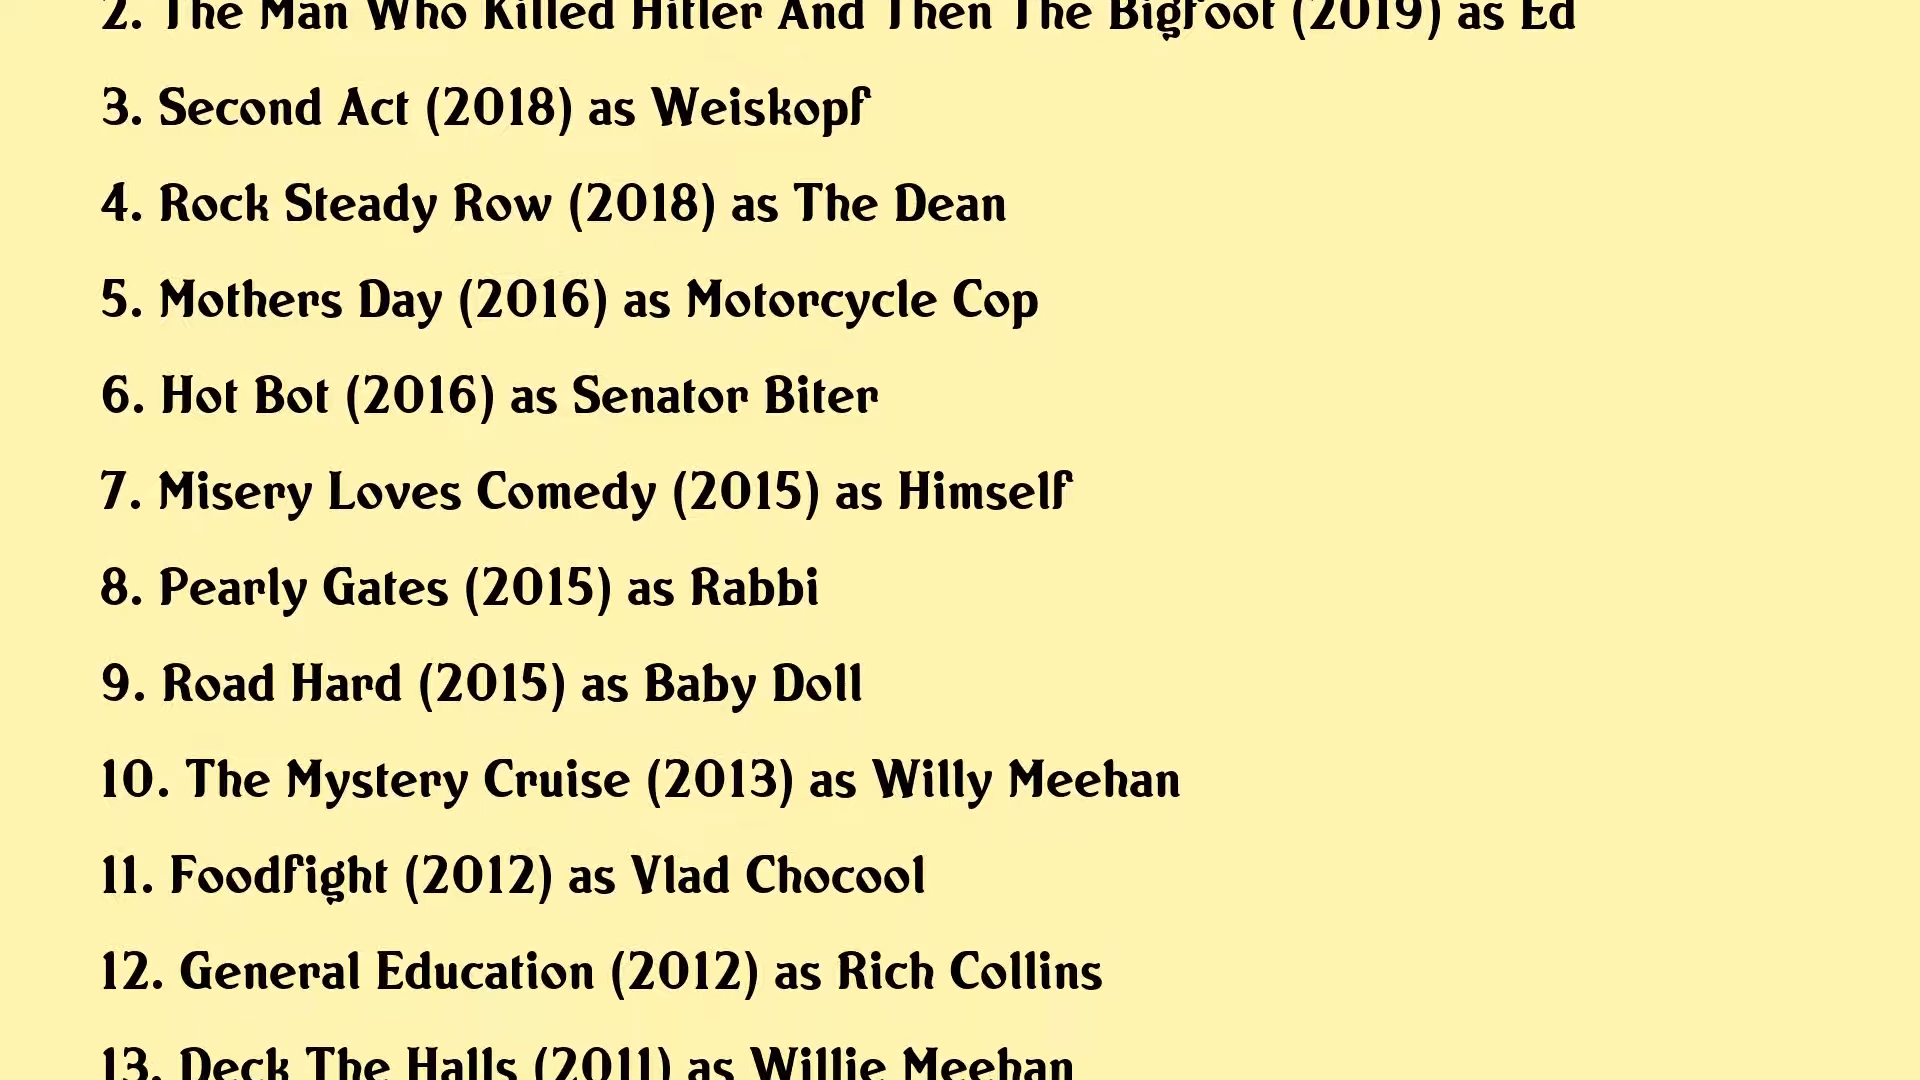 2. The Man Who Killed Hitler And Then The Bigfoot (2019) as Ed
3. Second Act (2018) as Weiskopf
4. Rock Steady Row (2018) as The Dean
5. Mothers Day (2016) as Motorcycle Cop
6. Hot Bot (2016) as Senator Biter
7. Misery Loves Comedy (2015) as Himself
8. Pearly Gates (2015) as Rabbi
9. Road Hard (2015) as Baby Doll
10. The Mystery Cruise (2013) as Willy Meehan
11. Foodfight (2012) as Vlad Chocool
12. General Education (2012) as Rich Collins
13. Deck The Halls (2011) as Willie Meehan